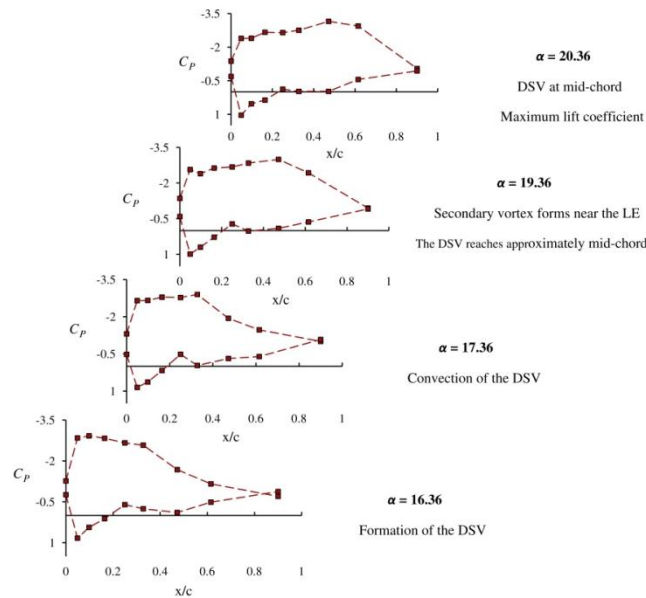 -3.5
-2
C_P
-0.5
1
0 0.2 0.4 0.6 0.8 1
x/c
α = 20.36
DSV at mid-chord
Maximum lift coefficient
-3.5
-2
C_P
-0.5
1
0 0.2 0.4 0.6 0.8 1
x/c
α = 19.36
Secondary vortex forms near the LE
The DSV reaches approximately mid-chord
-3.5
-2
C_P
-0.5
1
0 0.2 0.4 0.6 0.8 1
x/c
α = 17.36
Convection of the DSV
-3.5
-2
C_P
-0.5
1
0 0.2 0.4 0.6 0.8 1
x/c
α = 16.36
Formation of the DSV